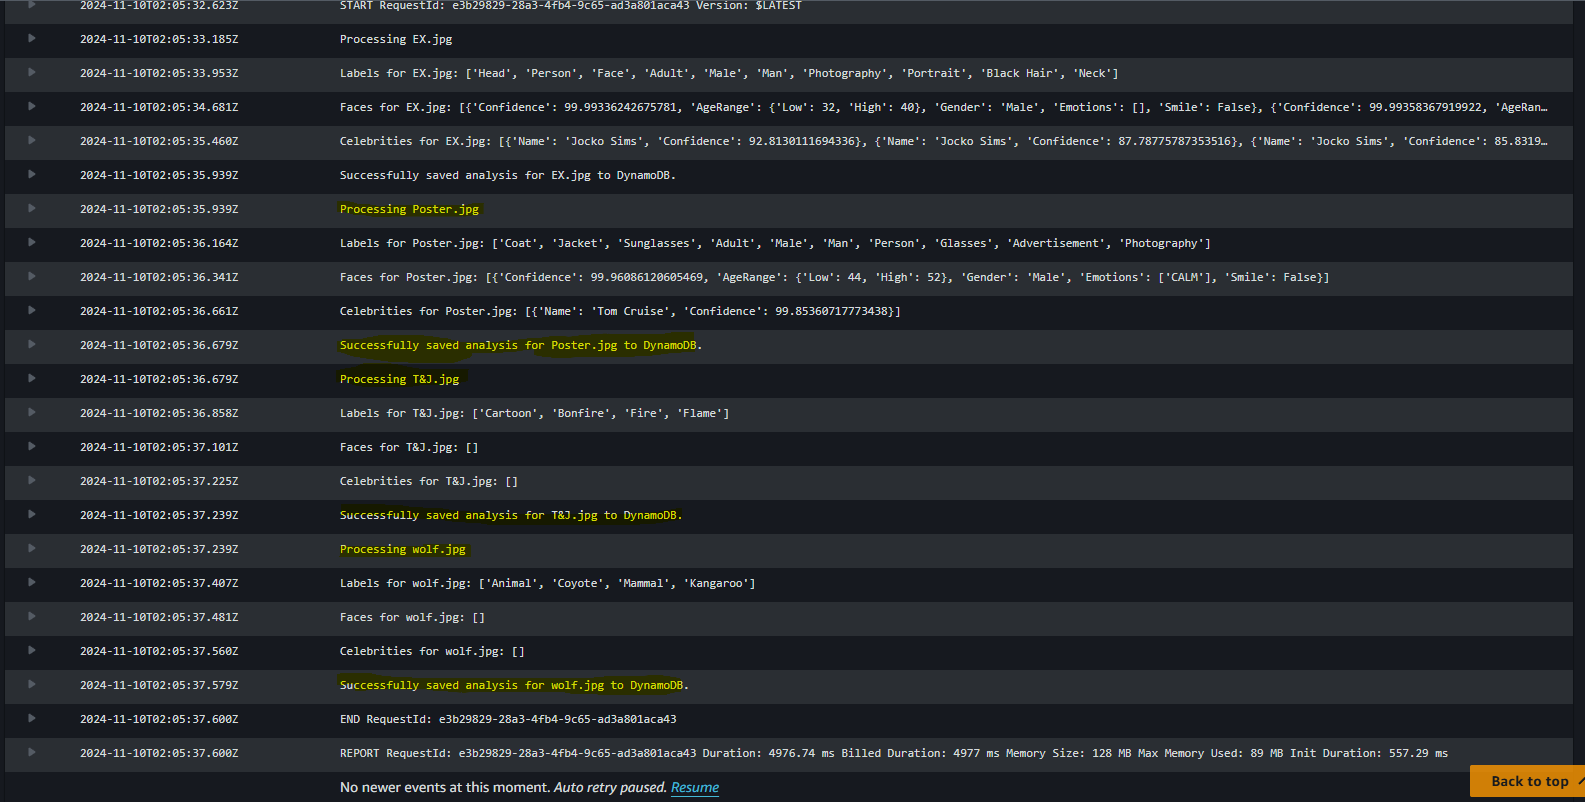 2024-11-10T02:05:32.623Z START RequestId: e3b29829-28a3-4fb4-9c65-ad3a801aca43 Version: $LATEST
2024-11-10T02:05:33.185Z Processing EX.jpg
2024-11-10T02:05:33.953Z Labels for EX.jpg: ['Head', 'Person', 'Face', 'Adult', 'Male', 'Man', 'Photography', 'Portrait', 'Black Hair', 'Neck']
2024-11-10T02:05:34.681Z Faces for EX.jpg: [{'Confidence': 99.99336242675781, 'AgeRange': {'Low': 32, 'High': 40}, 'Gender': 'Male', 'Emotions': [], 'Smile': False}, {'Confidence': 99.99358367919922, 'AgeRan…
2024-11-10T02:05:35.460Z Celebrities for EX.jpg: [{'Name': 'Jocko Sims', 'Confidence': 92.8130111694336}, {'Name': 'Jocko Sims', 'Confidence': 87.78775787353516}, {'Name': 'Jocko Sims', 'Confidence': 85.8319…
2024-11-10T02:05:35.939Z Successfully saved analysis for EX.jpg to DynamoDB.
2024-11-10T02:05:35.939Z Processing Poster.jpg
2024-11-10T02:05:36.164Z Labels for Poster.jpg: ['Coat', 'Jacket', 'Sunglasses', 'Adult', 'Male', 'Man', 'Person', 'Glasses', 'Advertisement', 'Photography']
2024-11-10T02:05:36.341Z Faces for Poster.jpg: [{'Confidence': 99.96086120605469, 'AgeRange': {'Low': 44, 'High': 52}, 'Gender': 'Male', 'Emotions': ['CALM'], 'Smile': False}]
2024-11-10T02:05:36.661Z Celebrities for Poster.jpg: [{'Name': 'Tom Cruise', 'Confidence': 99.85360717773438}]
2024-11-10T02:05:36.679Z Successfully saved analysis for Poster.jpg to DynamoDB.
2024-11-10T02:05:36.679Z Processing T&J.jpg
2024-11-10T02:05:36.858Z Labels for T&J.jpg: ['Cartoon', 'Bonfire', 'Fire', 'Flame']
2024-11-10T02:05:37.101Z Faces for T&J.jpg: []
2024-11-10T02:05:37.225Z Celebrities for T&J.jpg: []
2024-11-10T02:05:37.239Z Successfully saved analysis for T&J.jpg to DynamoDB.
2024-11-10T02:05:37.239Z Processing wolf.jpg
2024-11-10T02:05:37.407Z Labels for wolf.jpg: ['Animal', 'Coyote', 'Mammal', 'Kangaroo']
2024-11-10T02:05:37.481Z Faces for wolf.jpg: []
2024-11-10T02:05:37.560Z Celebrities for wolf.jpg: []
2024-11-10T02:05:37.579Z Successfully saved analysis for wolf.jpg to DynamoDB.
2024-11-10T02:05:37.600Z END RequestId: e3b29829-28a3-4fb4-9c65-ad3a801aca43
2024-11-10T02:05:37.600Z REPORT RequestId: e3b29829-28a3-4fb4-9c65-ad3a801aca43 Duration: 4976.74 ms Billed Duration: 4977 ms Memory Size: 128 MB Max Memory Used: 89 MB Init Duration: 557.29 ms
No newer events at this moment. Auto retry paused. Resume
Back to top